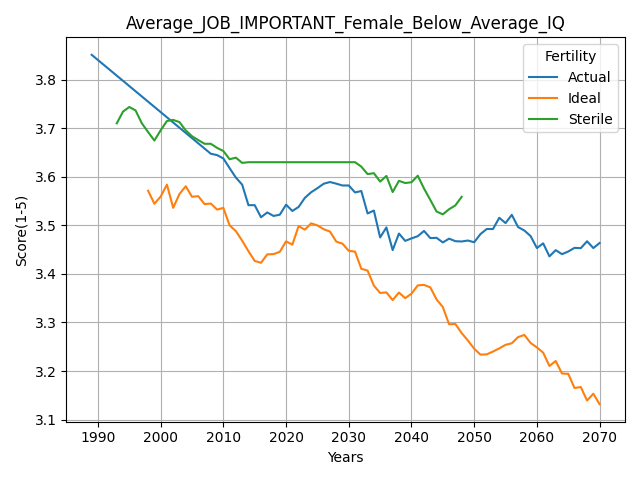 Average_JOB_IMPORTANT_Female_Below_Average_IQ
Fertility
Actual
Ideal
Sterile
Score(1-5)
3.8
3.7
3.6
3.5
3.4
3.3
3.2
3.1
1990 2000 2010 2020 2030 2040 2050 2060 2070
Years